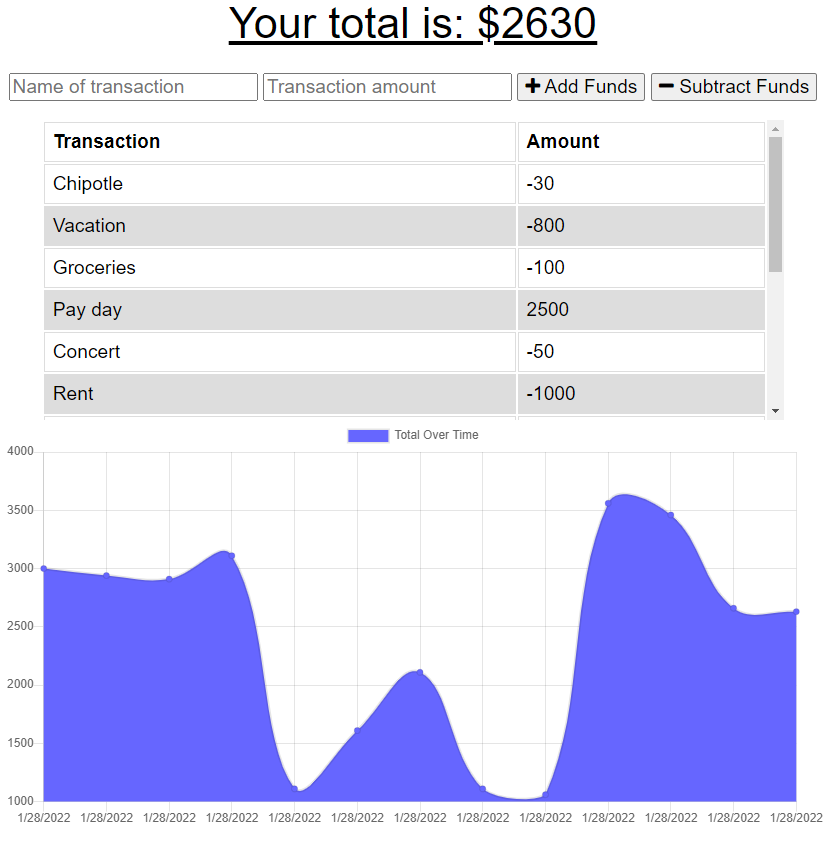 Your total is: $2630
Name of transaction Transaction amount Add Funds Subtract Funds
Transaction Amount
Chipotle -30
Vacation -800
Groceries -100
Pay day 2500
Concert -50
Rent -1000
Total Over Time
4000
3500
3000
2500
2000
1500
1000
1/28/2022 1/28/2022 1/28/2022 1/28/2022 1/28/2022 1/28/2022 1/28/2022 1/28/2022 1/28/2022 1/28/2022 1/28/2022 1/28/2022 1/28/2022